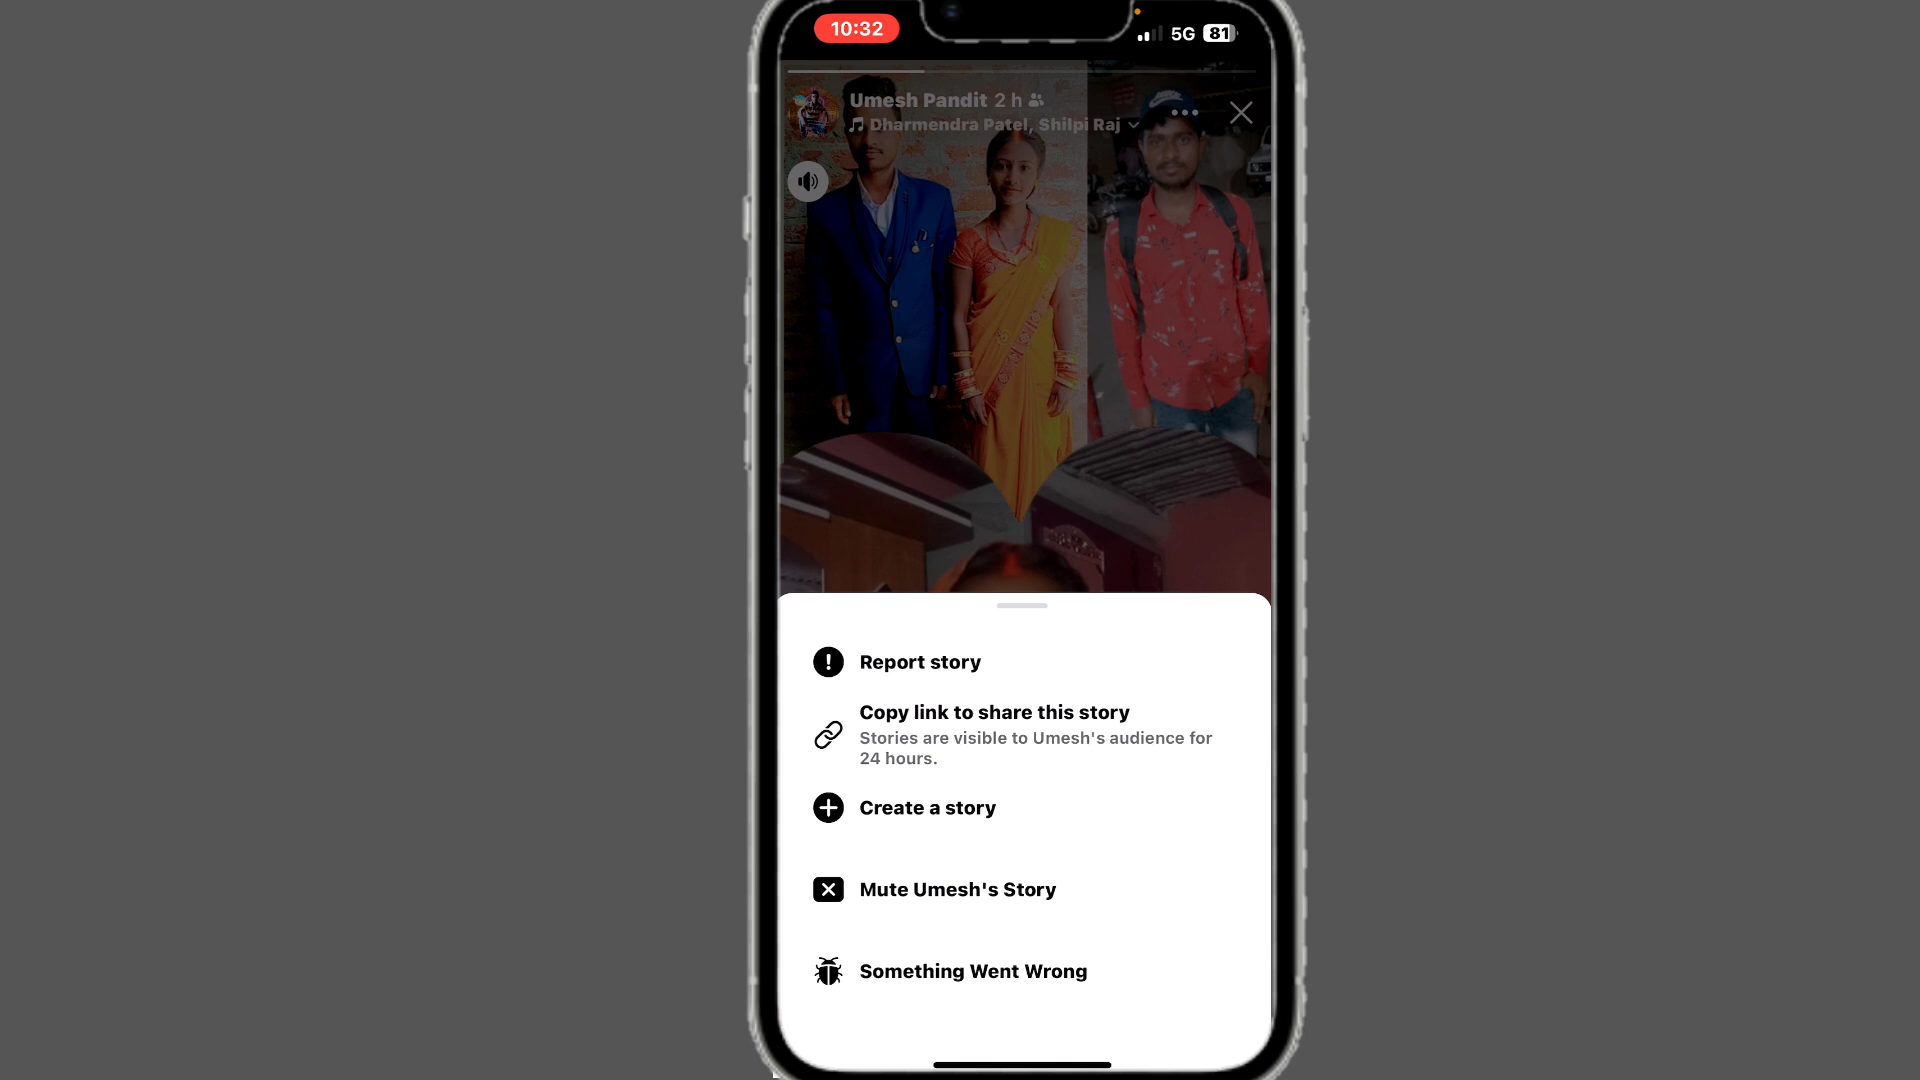 10:32
5G 81
Umesh Pandit 2 h
Dharmendra Patel, Shilpi Raj
Report story
Copy link to share this story
Stories are visible to Umesh's audience for
24 hours.
Create a story
Mute Umesh's Story
Something Went Wrong